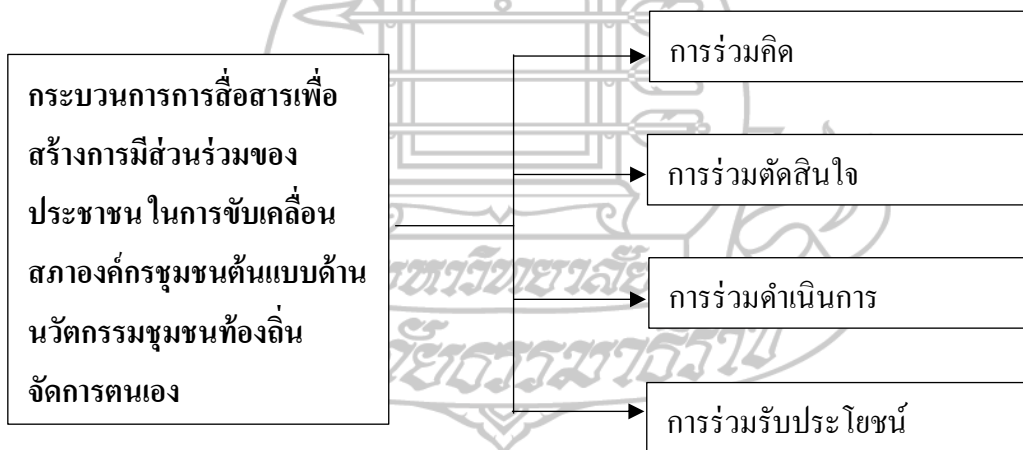 กระบวนการการสื่อสารเพื่อ
สร้างการมีส่วนร่วมของ
ประชาชน ในการขับเคลื่อน
สภาองค์กรชุมชนต้นแบบด้าน
นวัตกรรมชุมชนท้องถิ่น
จัดการตนเอง
การร่วมคิด
การร่วมตัดสินใจ
การร่วมดำเนินการ
การร่วมรับประโยชน์